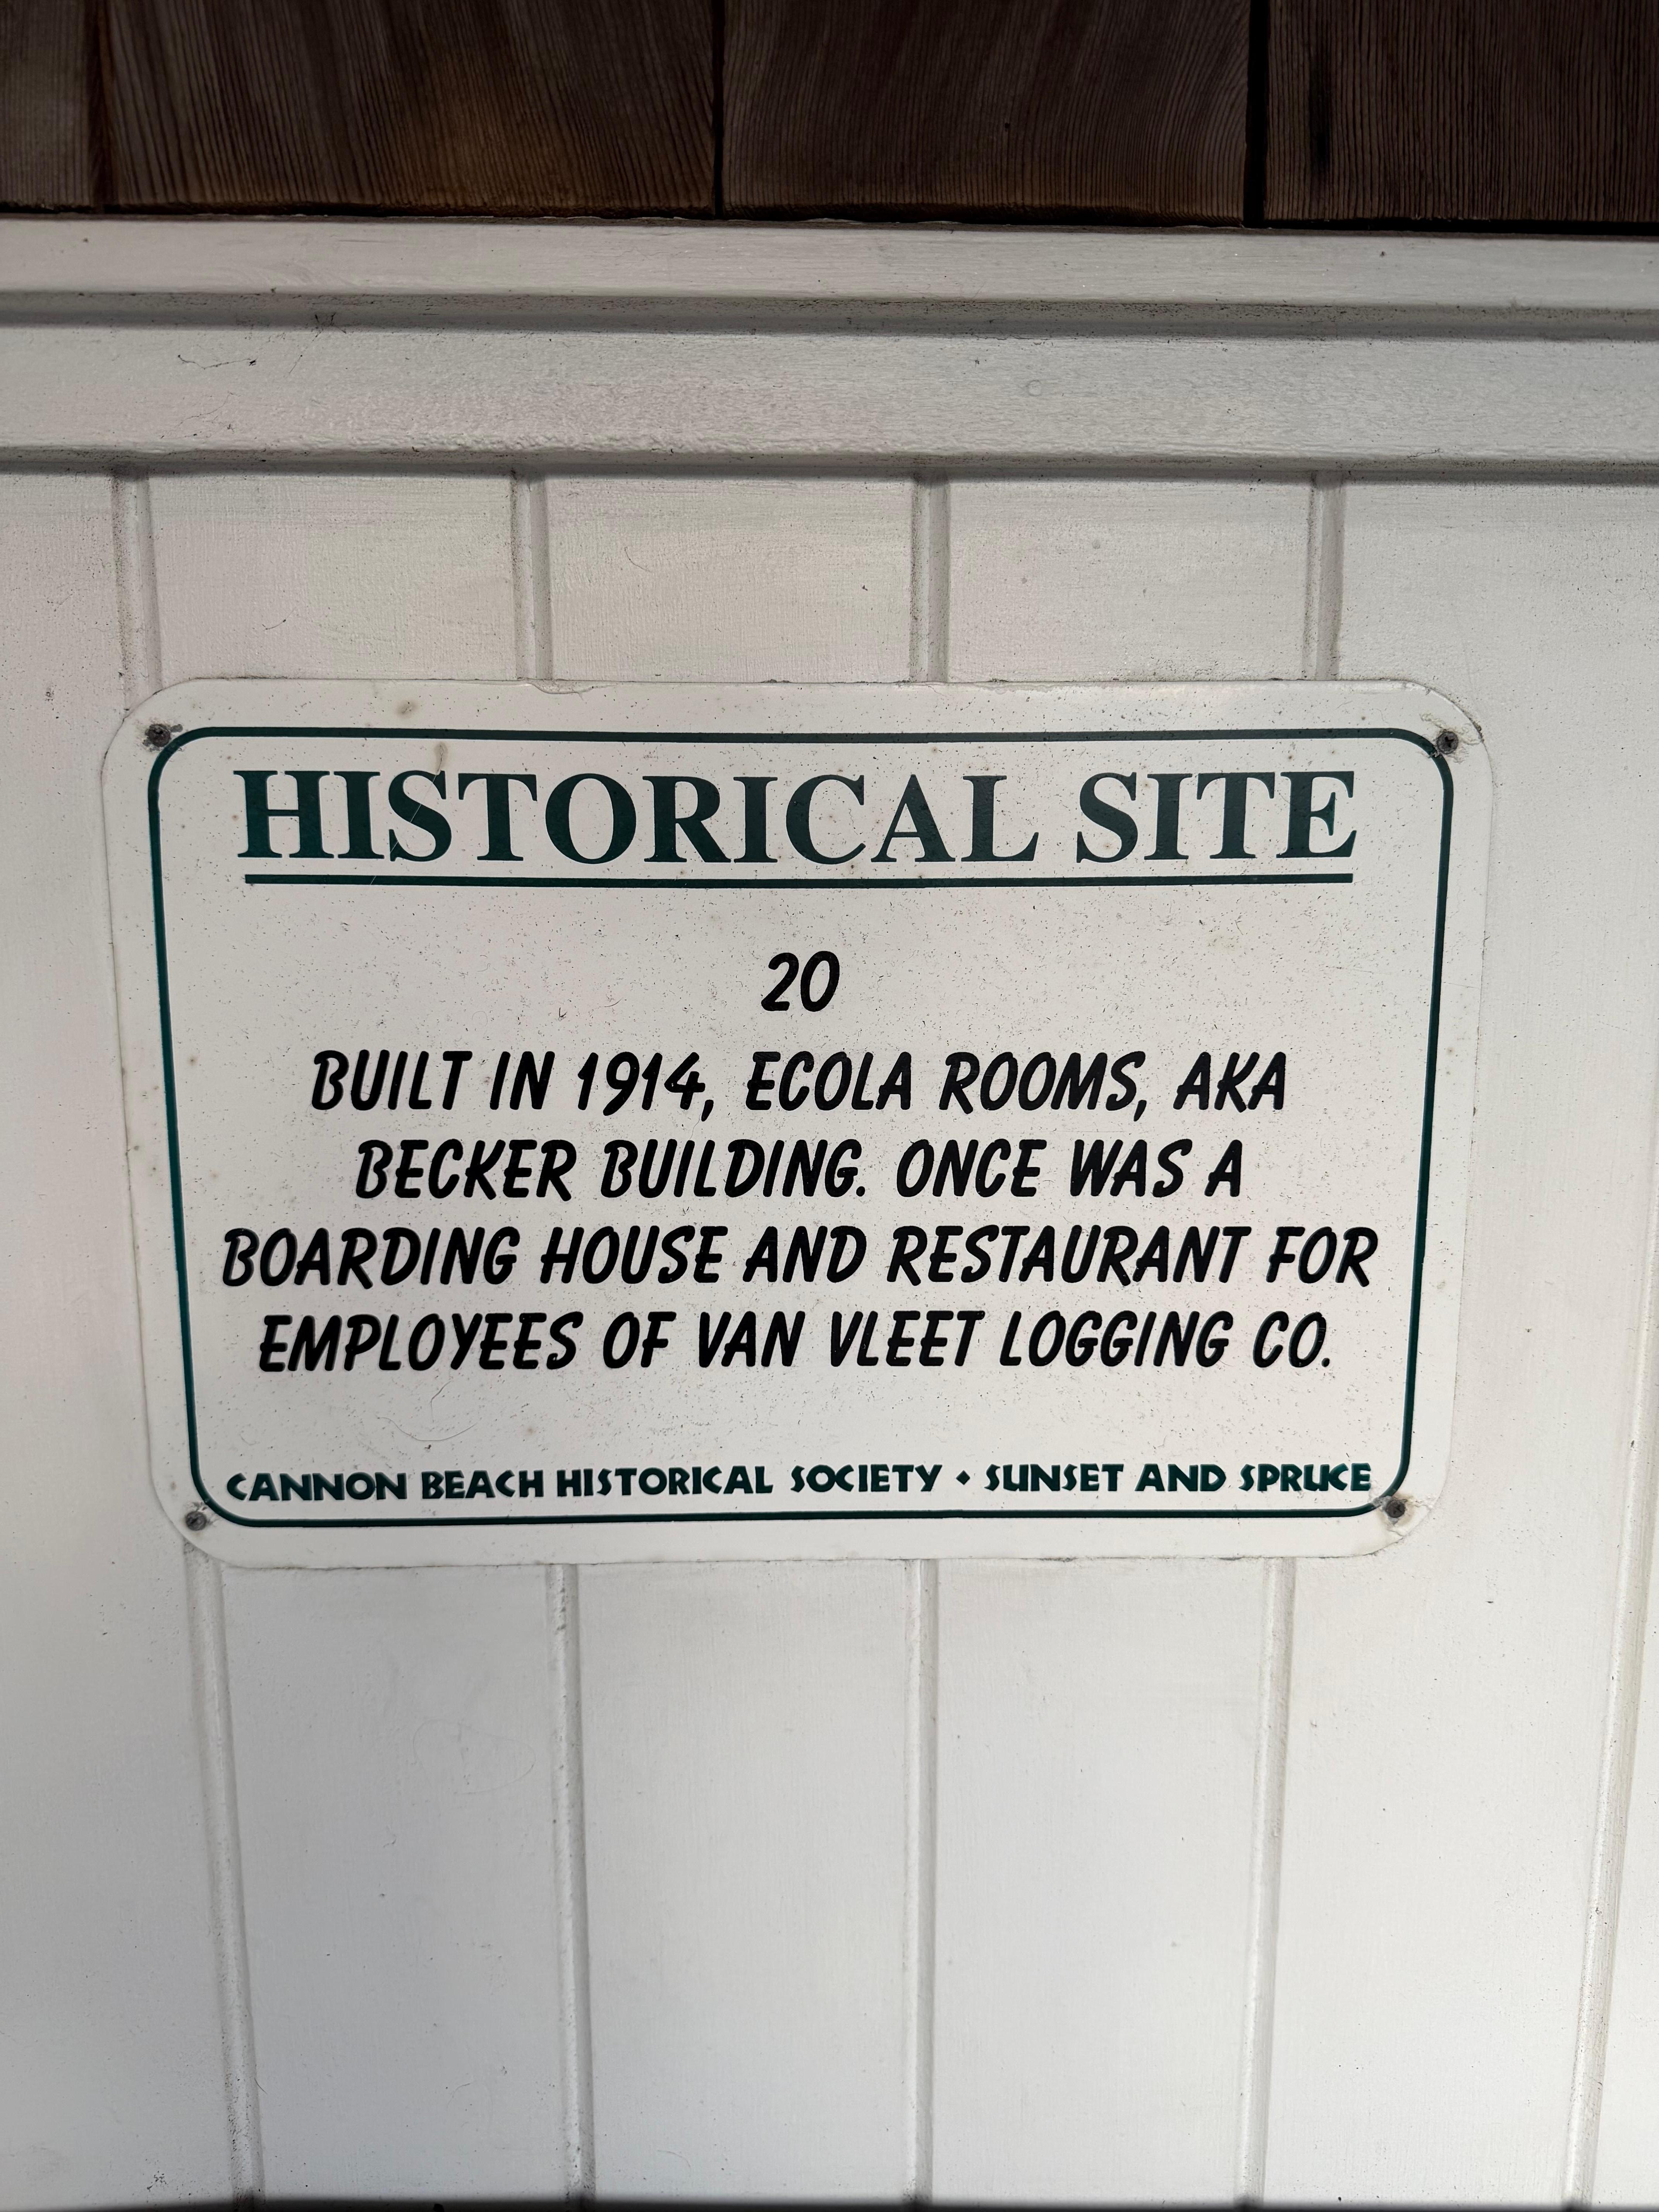 HISTORICAL SITE
20
BUILT IN 1914, ECOLA ROOMS, AKA
BECKER BUILDING. ONCE WAS A
BOARDING HOUSE AND RESTAURANT FOR
EMPLOYEES OF VAN VLEET LOGGING CO.
CANNON BEACH HISTORICAL SOCIETY • SUNSET AND SPRUCE